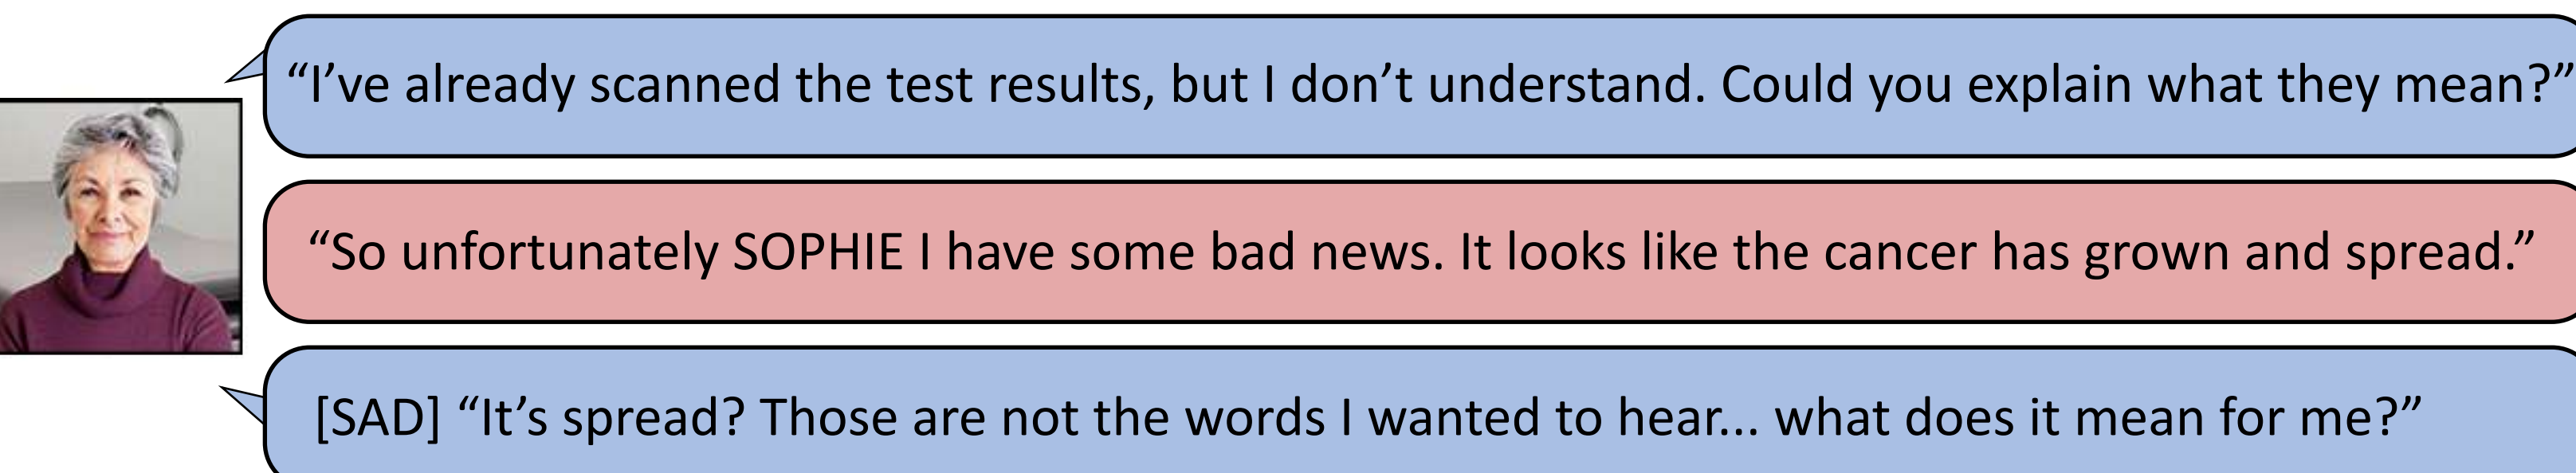 “I’ve already scanned the test results, but I don’t understand. Could you explain what they mean?”
“So unfortunately SOPHIE I have some bad news. It looks like the cancer has grown and spread.”
[SAD] “It’s spread? Those are not the words I wanted to hear... what does it mean for me?”